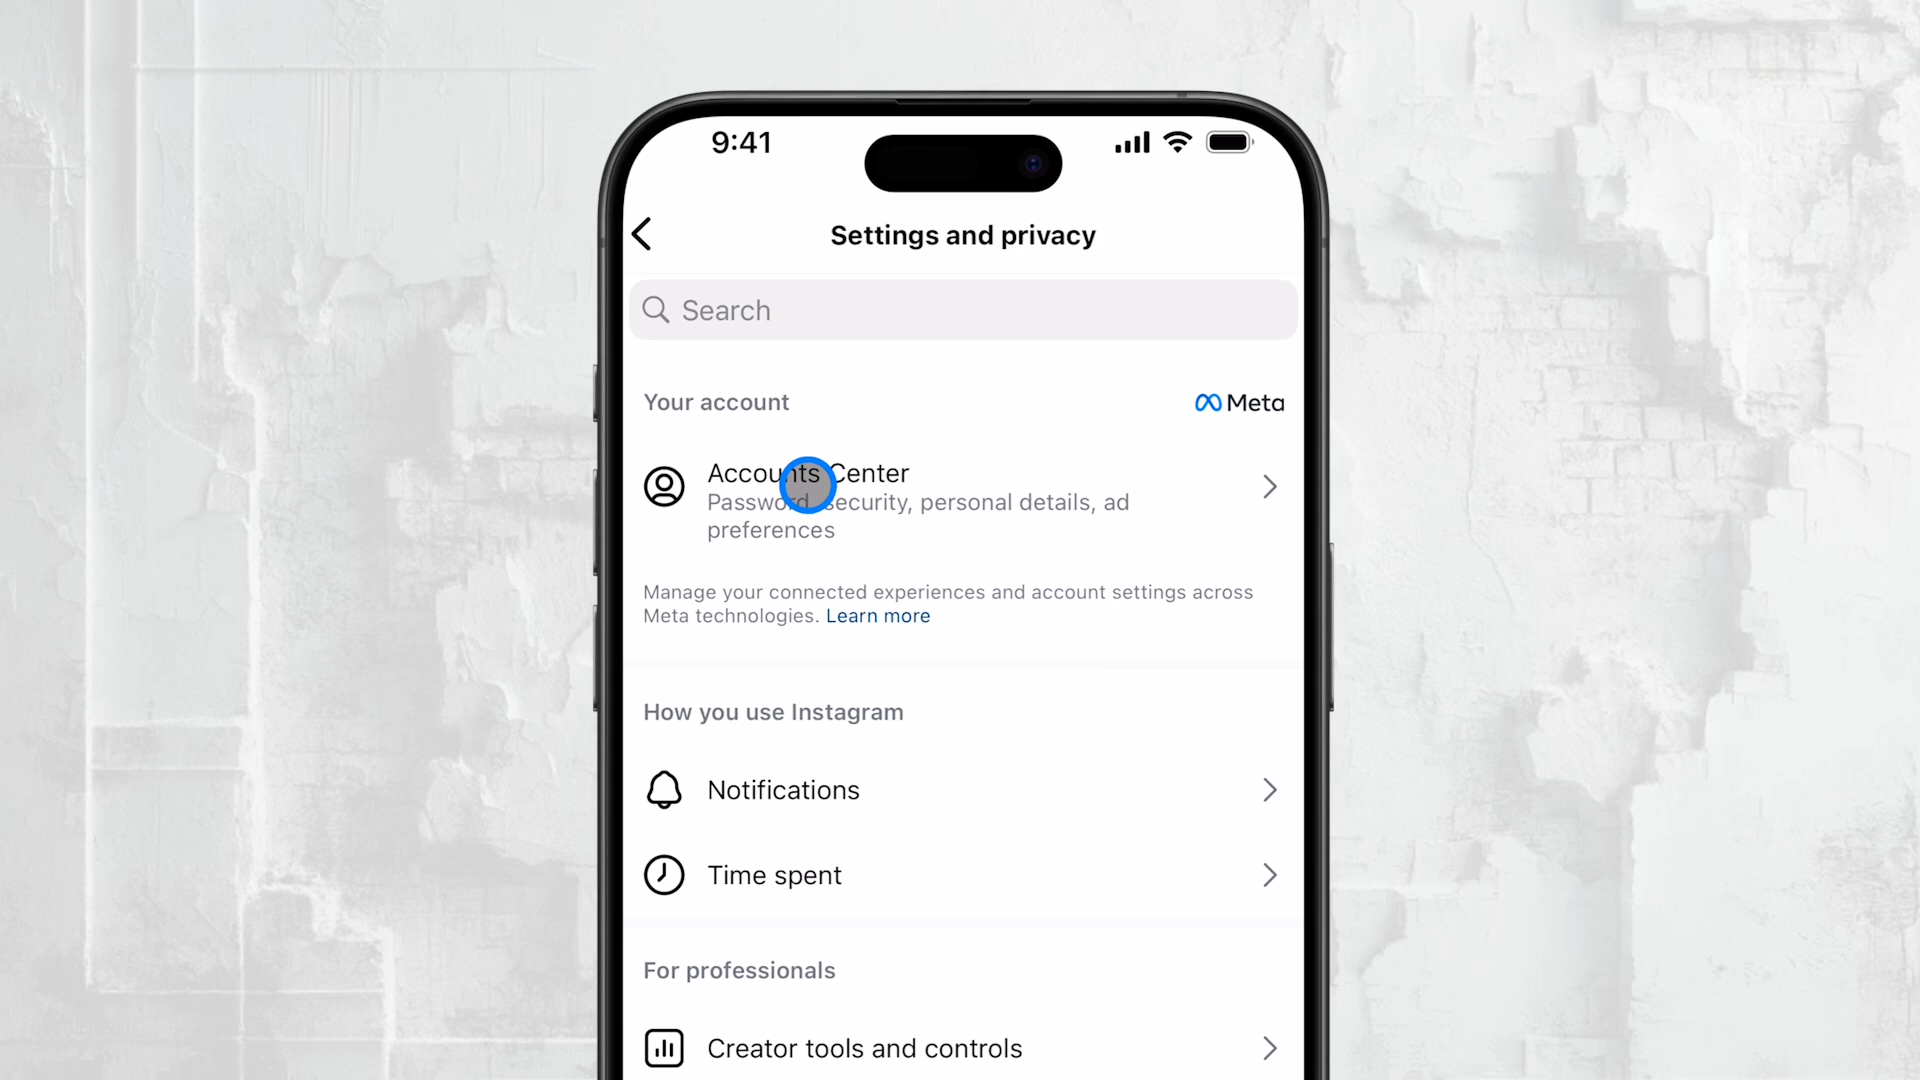 9:41
Settings and privacy
Search
Your account
Meta
Accounts Center
Password, security, personal details, ad
preferences
Manage your connected experiences and account settings across
Meta technologies. Learn more
How you use Instagram
Notifications
Time spent
For professionals
Creator tools and controls